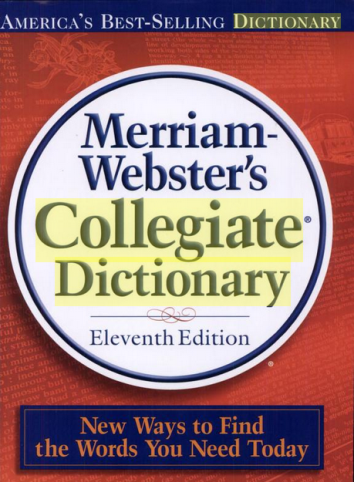 AMERICA'S BEST-SELLING DICTIONARY
Merriam-
Webster's
Collegiate®
Dictionary
Eleventh Edition
®
New Ways to Find
the Words You Need Today